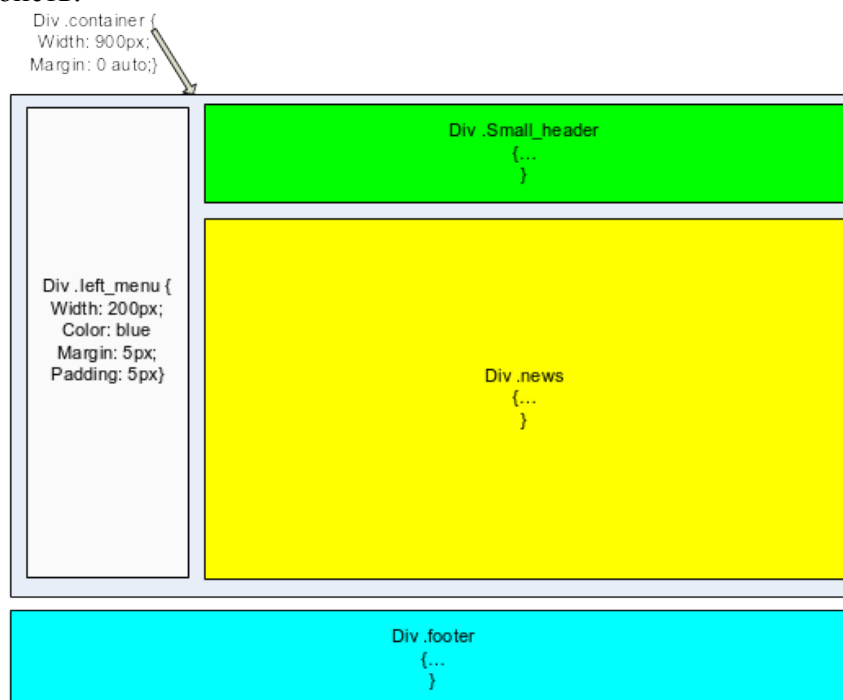 Div .container {
Width: 900px;
Margin: 0 auto;}
Div .Small_header
{...
}
Div .left_menu {
Width: 200px;
Color: blue
Margin: 5px;
Padding: 5px}
Div .news
{...
}
Div .footer
{...
}